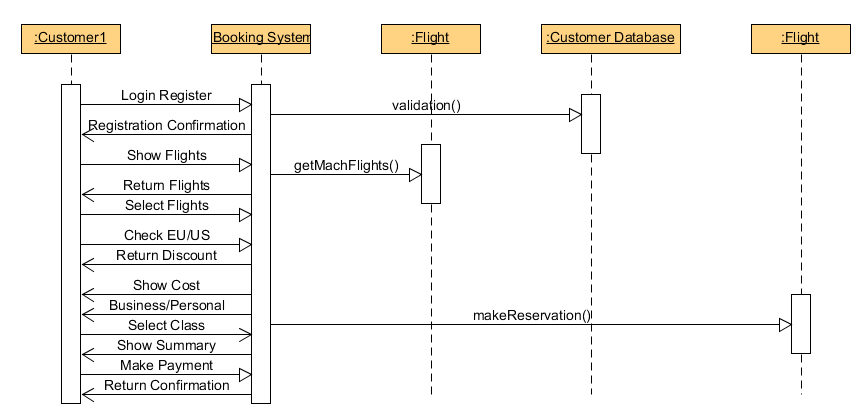 :Customer1
Booking System
:Flight
:Customer Database
:Flight
Login Register
validation()
Registration Confirmation
Show Flights
getMachFlights()
Return Flights
Select Flights
Check EU/US
Return Discount
Show Cost
Business/Personal
makeReservation()
Select Class
Show Summary
Make Payment
Return Confirmation